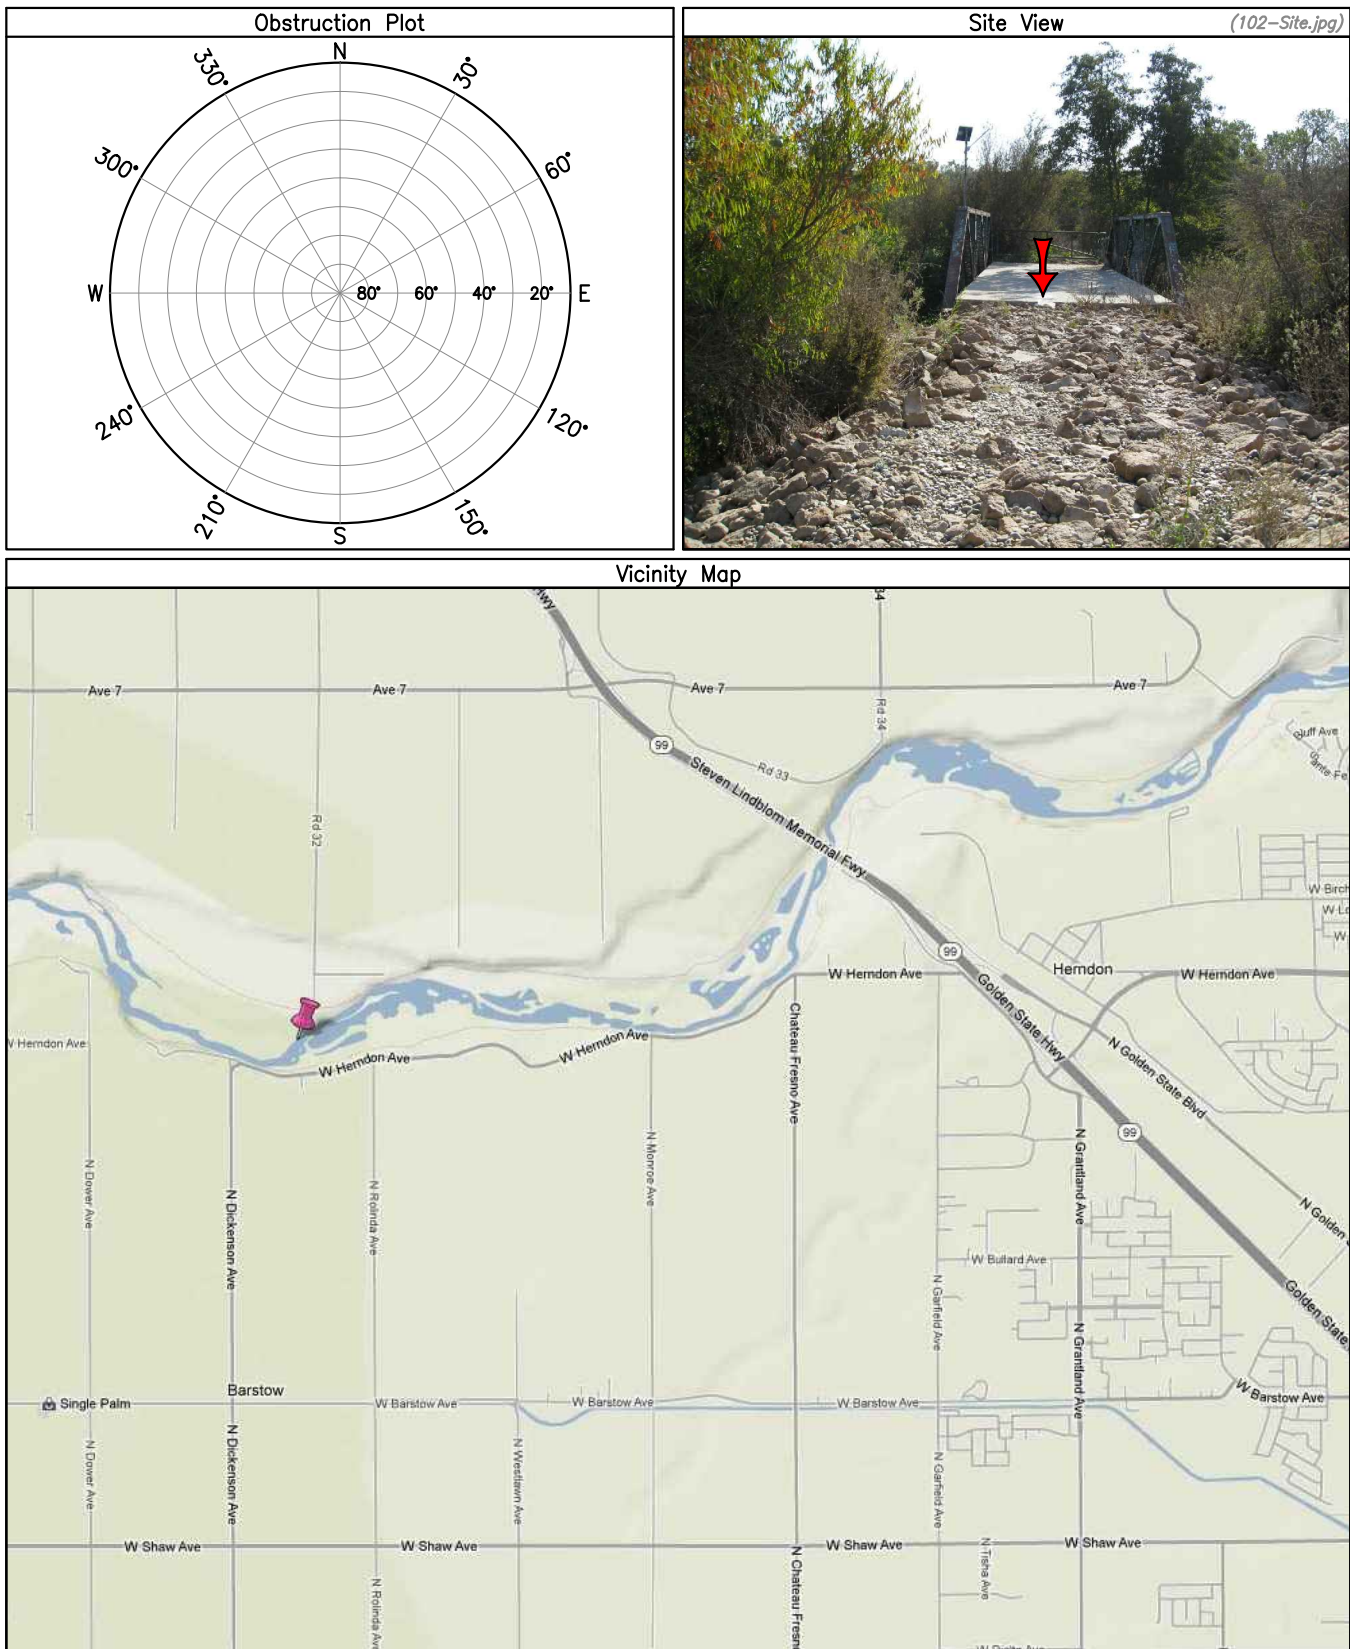 Obstruction Plot
N
30°
60°
E
120°
150°
S
210°
240°
W
300°
330°
80° 60° 40° 20°
Site View
(102-Site.jpg)
Vicinity Map
Hwy
34
Ave 7
Ave 7
Ave 7
Ave 7
99
Rd 33
Rd 34
Bluff Ave
Steven Lindblom Memorial Fwy
Rd 32
W Birch
W
W Herndon Ave
99
Herndon
W Herndon Ave
W Herndon Ave
W Herndon Ave
W Herndon Ave
Chateau Fresno Ave
Golden State Hwy
N Golden State Blvd
99
N Dower Ave
N Dickenson Ave
N Rolinda Ave
N Monroe Ave
N Grantland Ave
N Golden
W Bullard Ave
N Garfield Ave
N Grantland Ave
Golden State
Single Palm
Barstow
W Barstow Ave
W Barstow Ave
W Barstow Ave
W Barstow Ave
N Dower Ave
N Dickenson Ave
N Westlawn Ave
N Garfield Ave
W Shaw Ave
W Shaw Ave
W Shaw Ave
W Shaw Ave
N Rolinda Ave
N Chateau Fresn
N Tisha Ave